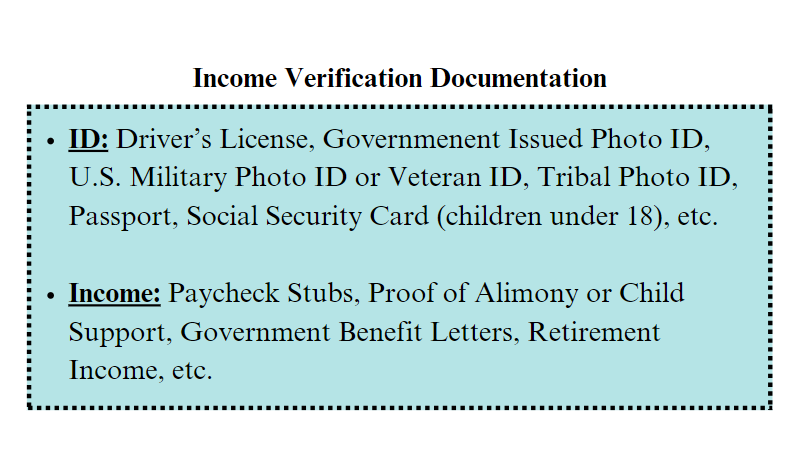 Income Verification Documentation
• ID: Driver’s License, Governmenent Issued Photo ID,
U.S. Military Photo ID or Veteran ID, Tribal Photo ID,
Passport, Social Security Card (children under 18), etc.
• Income: Paycheck Stubs, Proof of Alimony or Child
Support, Government Benefit Letters, Retirement
Income, etc.